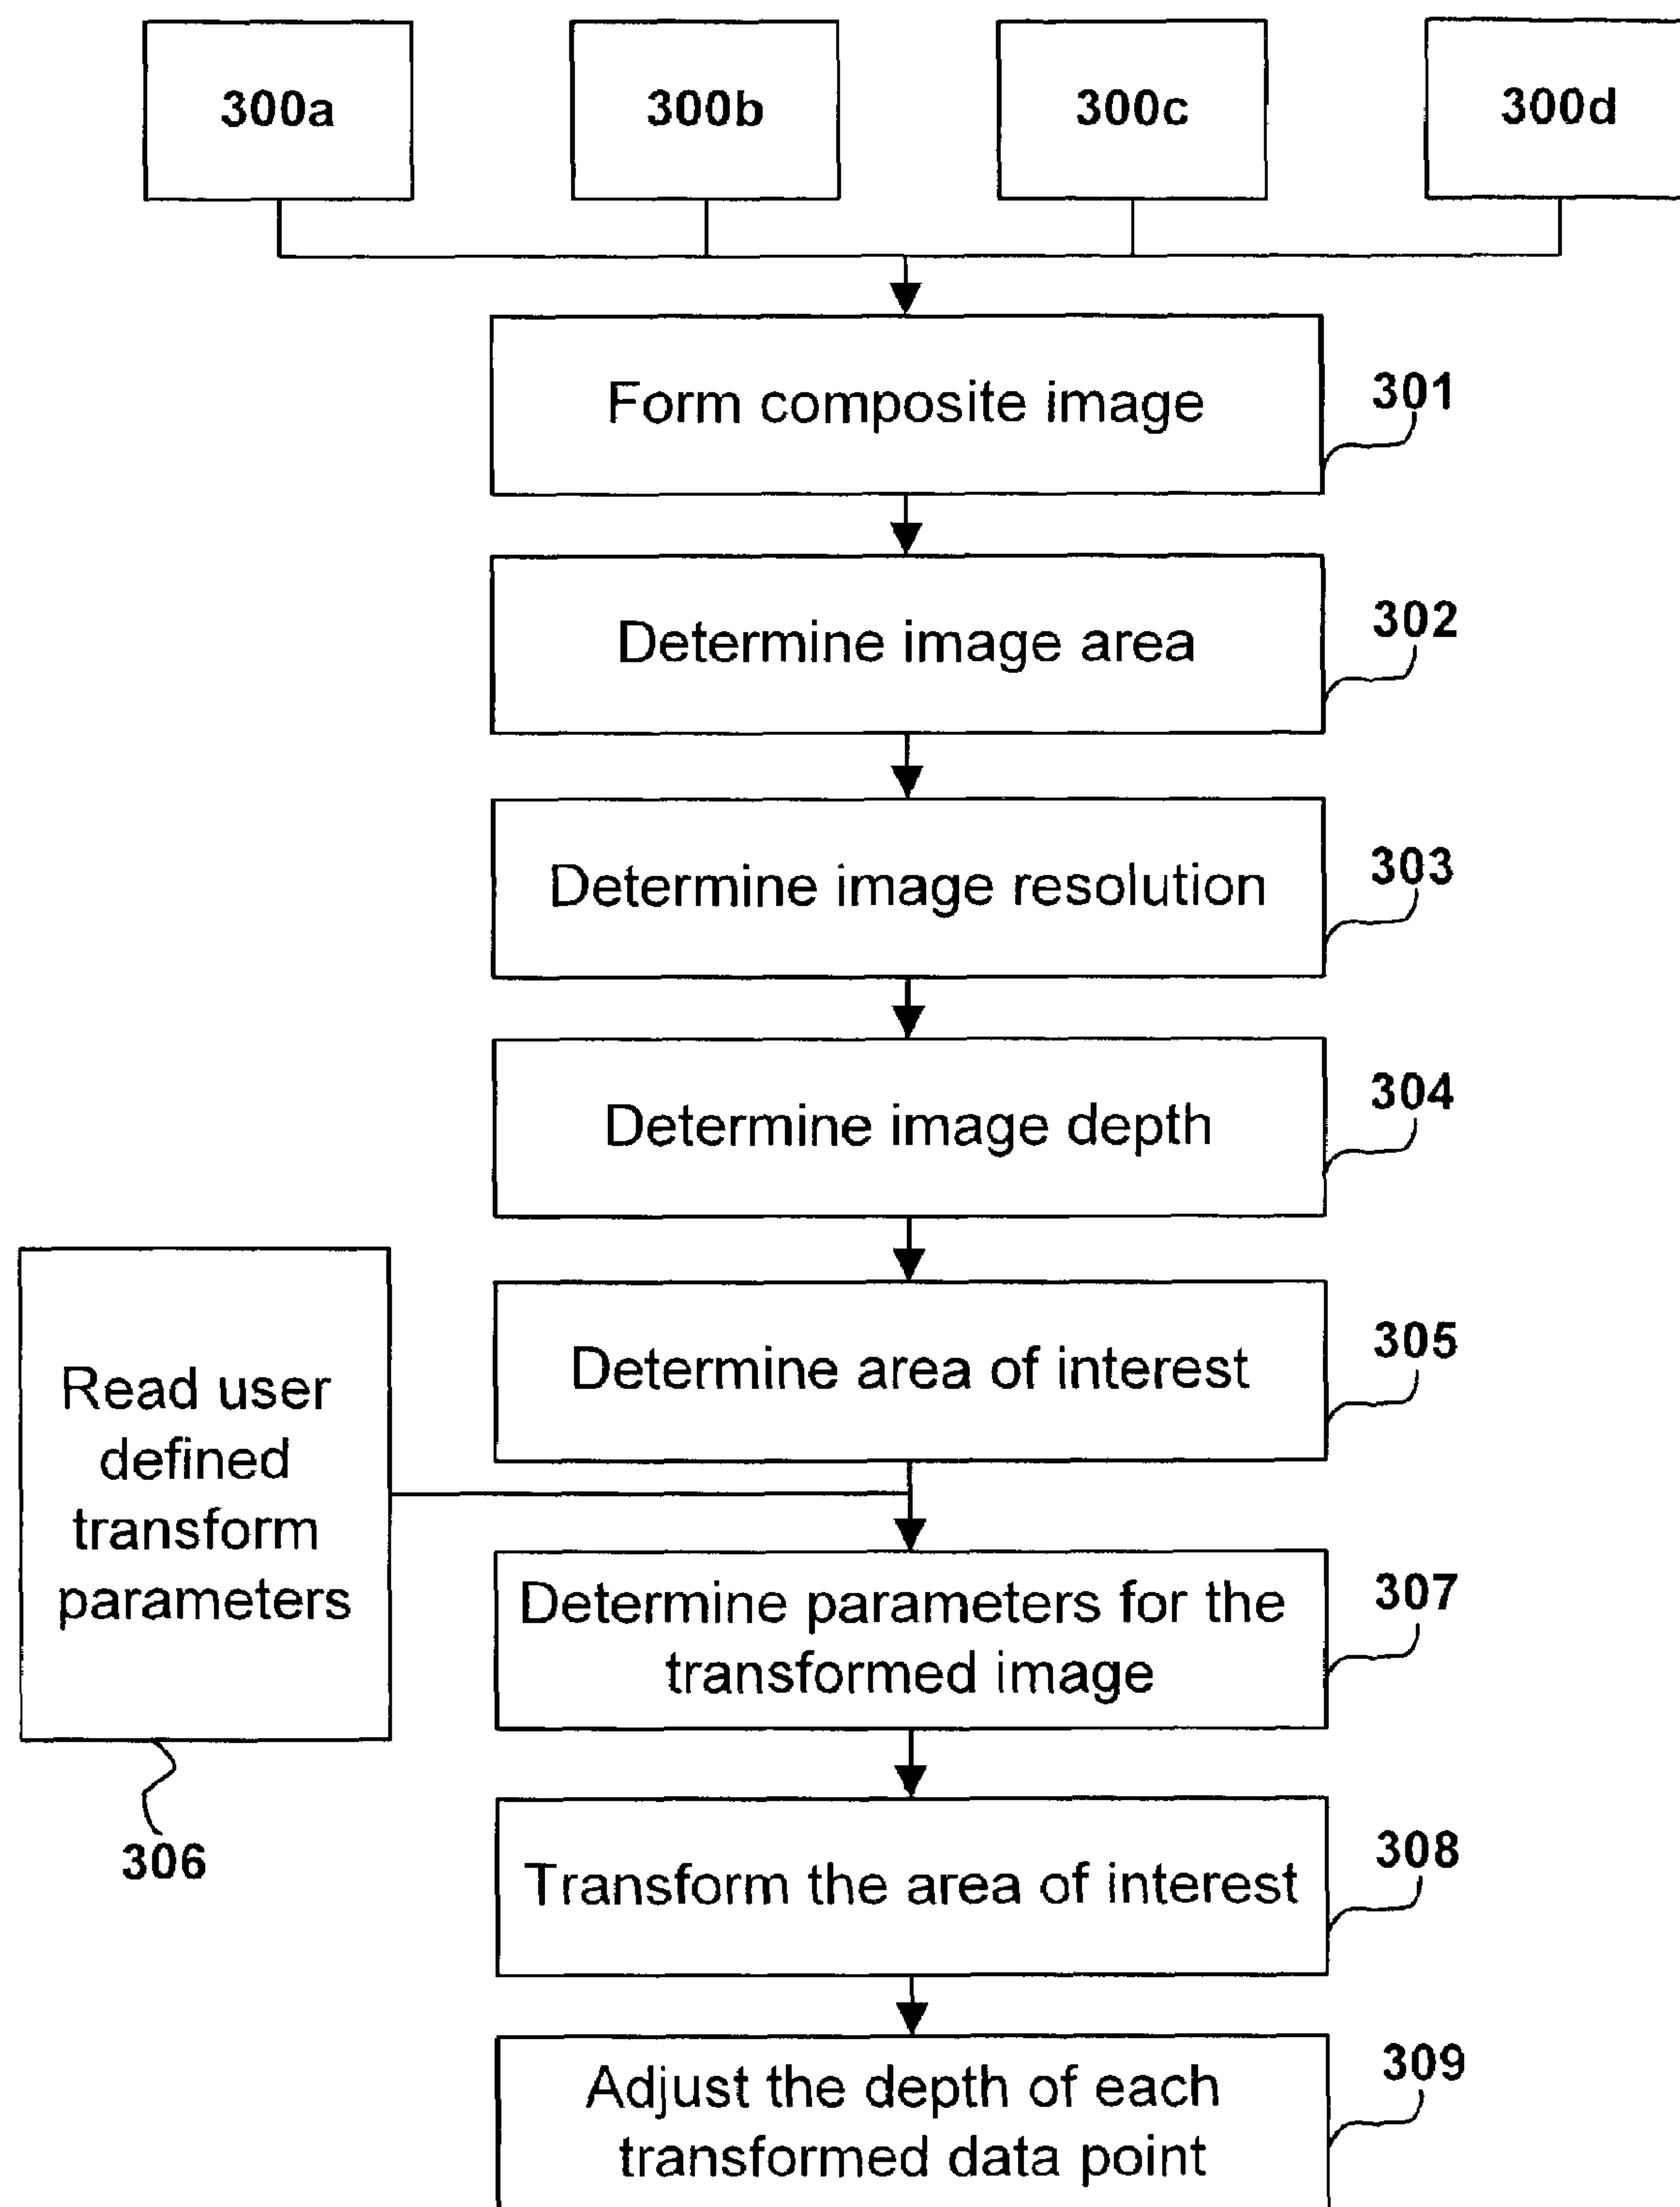 300a
300b
300c
300d
Form composite image
301
Determine image area
302
Determine image resolution
303
Determine image depth
304
Determine area of interest
305
Read user
defined
transform
parameters
306
Determine parameters for the
transformed image
307
Transform the area of interest
308
Adjust the depth of each
transformed data point
309